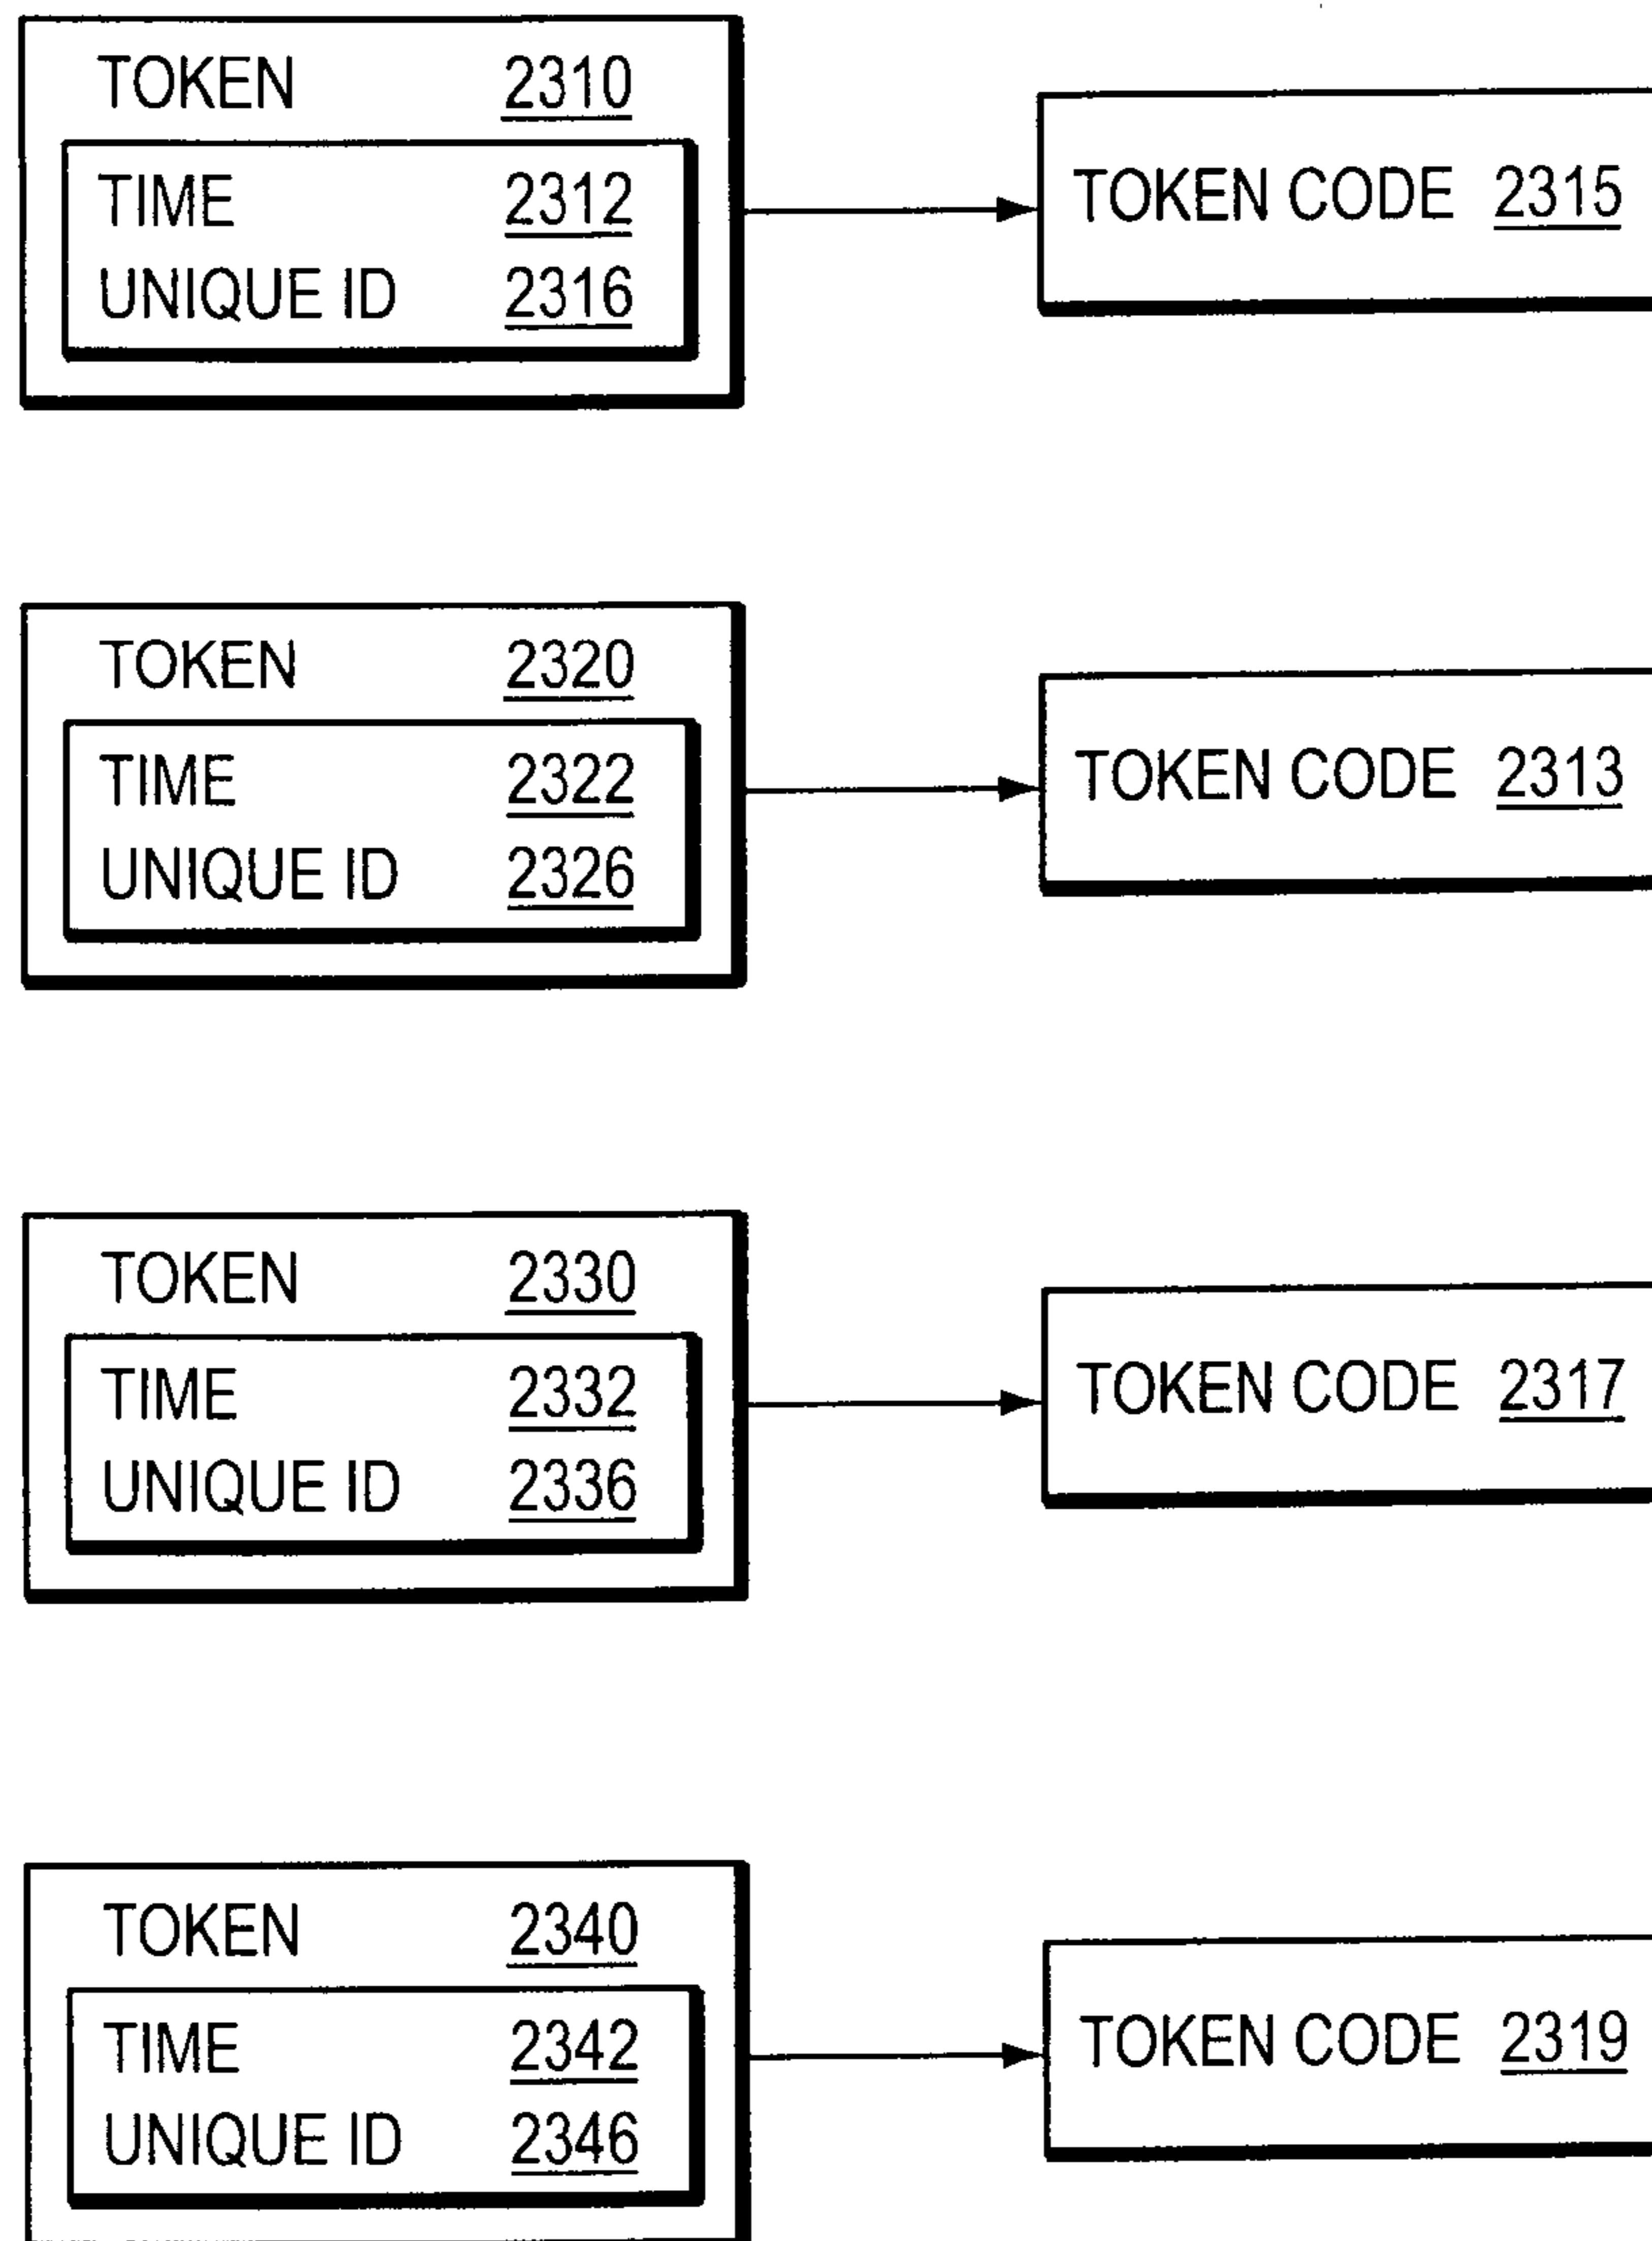 TOKEN 2310
TIME 2312
UNIQUE ID 2316
TOKEN CODE 2315
TOKEN 2320
TIME 2322
UNIQUE ID 2326
TOKEN CODE 2313
TOKEN 2330
TIME 2332
UNIQUE ID 2336
TOKEN CODE 2317
TOKEN 2340
TIME 2342
UNIQUE ID 2346
TOKEN CODE 2319